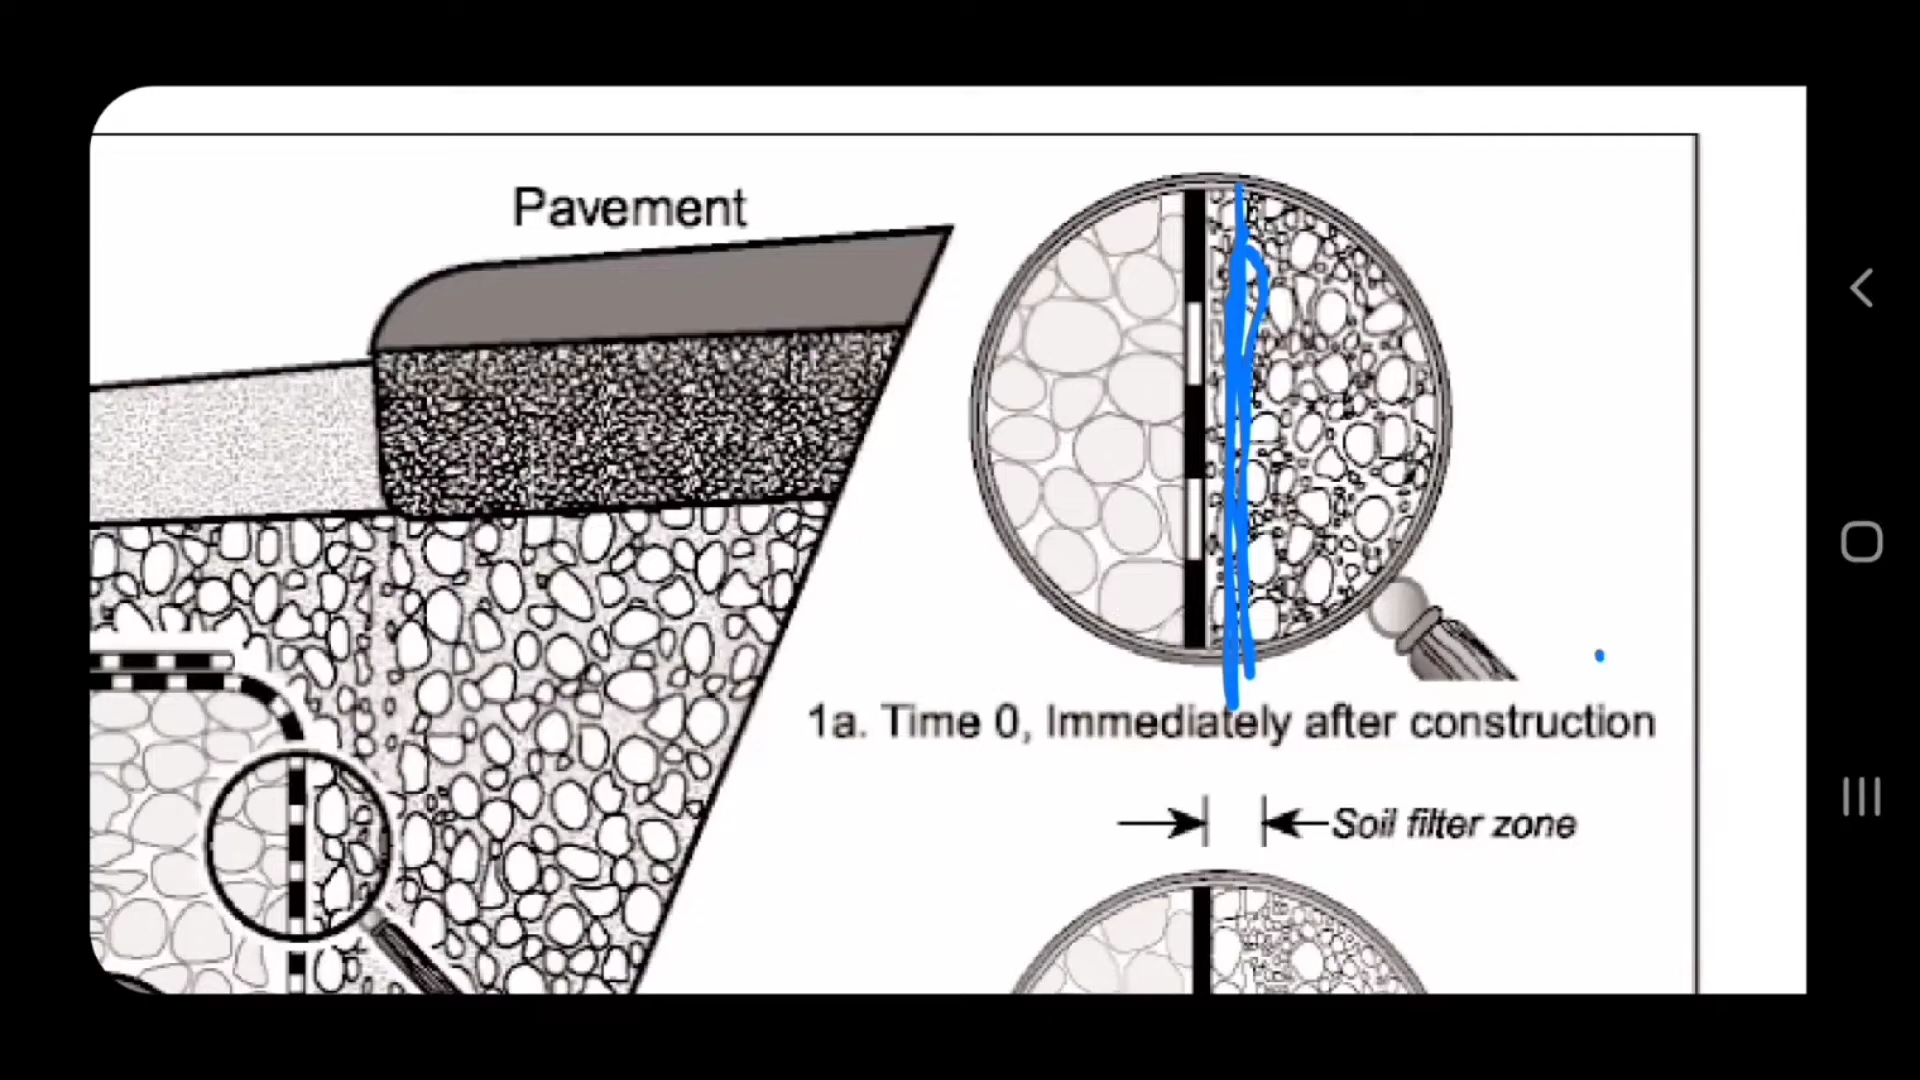 Pavement
1a. Time 0, Immediately after construction
Soil filter zone